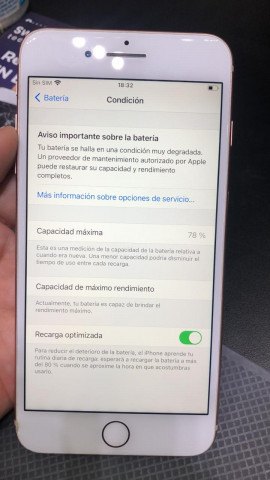 Sin SIM 18:32
Batería Condición
Aviso importante sobre la batería
Tu batería se halla en una condición muy degradada.
Un proveedor de mantenimiento autorizado por Apple
puede restaurar su capacidad y rendimiento
completos.
Más información sobre opciones de servicio...
Capacidad máxima 78 %
Esta es una medición de la capacidad de la batería relativa a
cuando era nueva. Una menor capacidad podría disminuir el
tiempo de uso entre cada recarga.
Capacidad de máximo rendimiento
Actualmente, tu batería es capaz de brindar el
rendimiento máximo.
Recarga optimizada
Para reducir el deterioro de la batería, el iPhone aprende tu
rutina diaria de recarga: esperará a recargar la batería a más
del 80 % cuando se aproxime la hora en que acostumbras
usarlo.